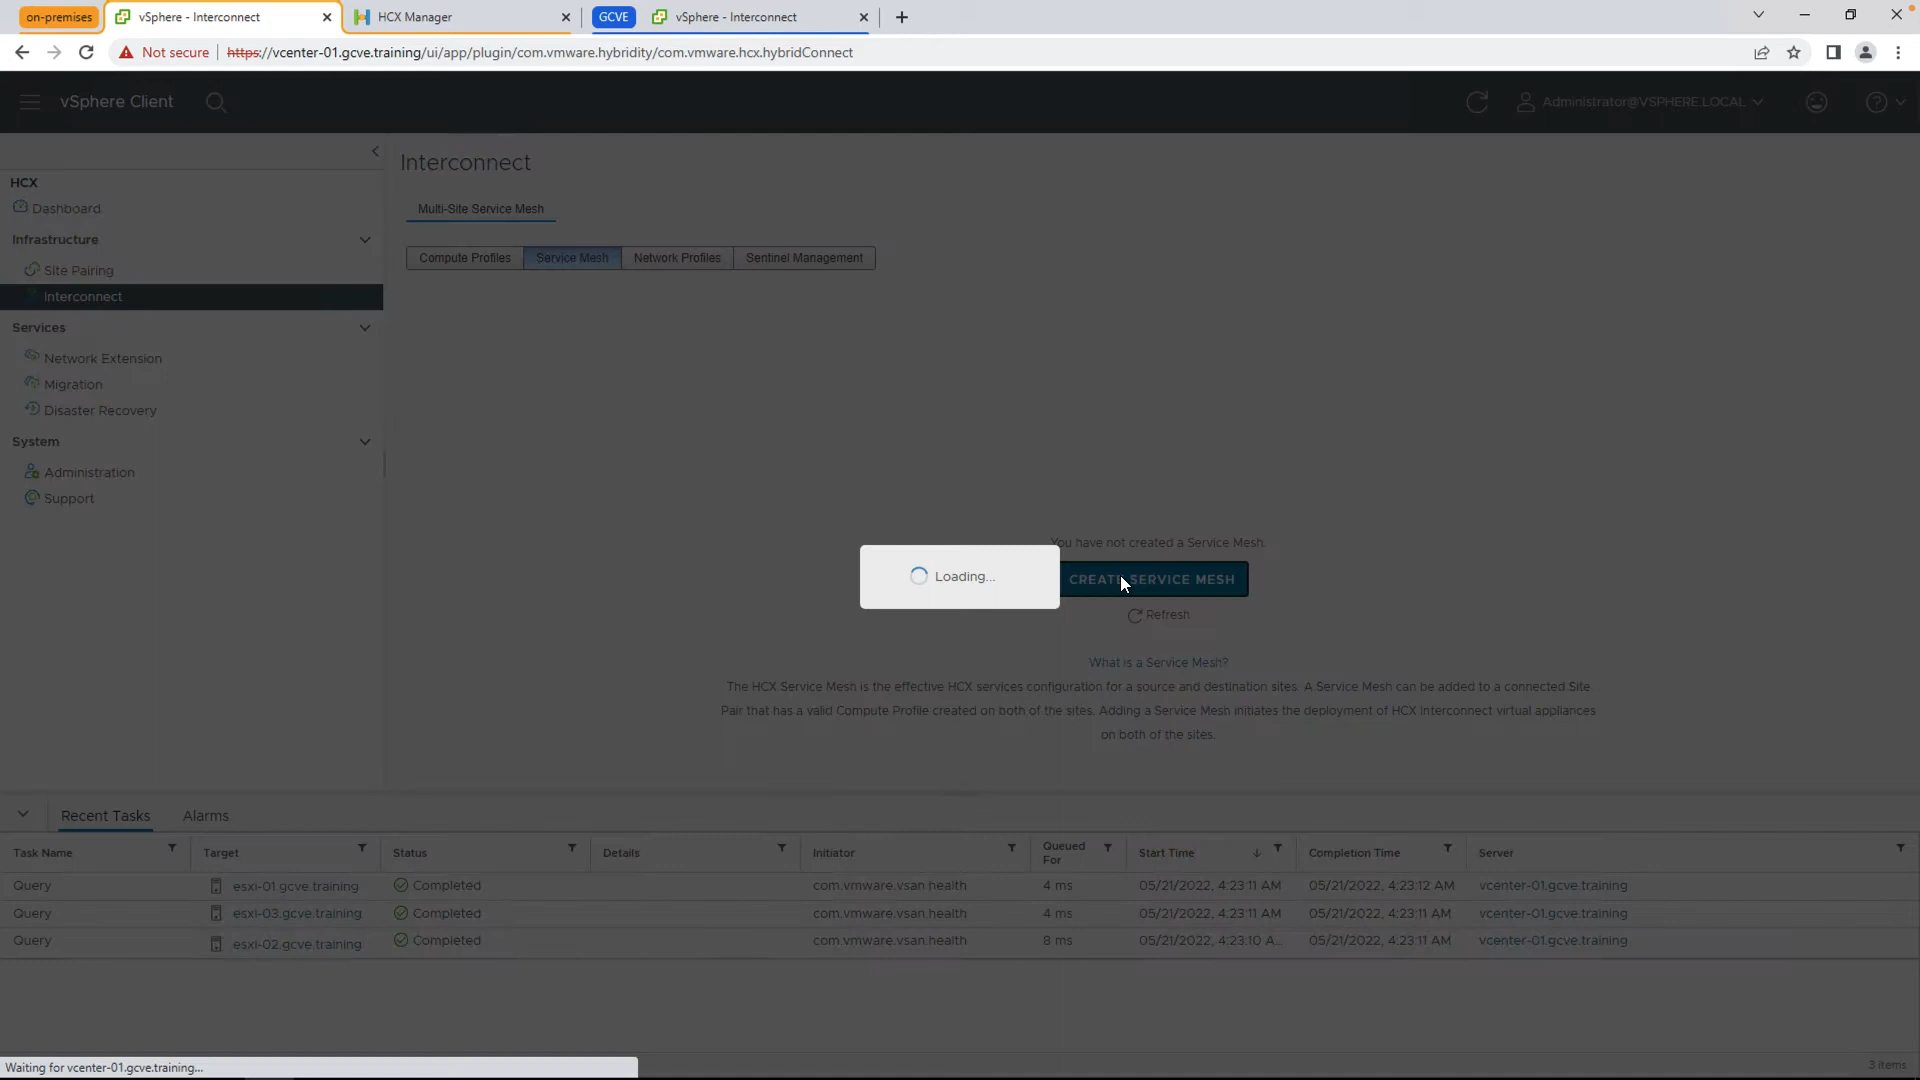 on-premises
vSphere - Interconnect
HCX Manager
GCVE
vSphere - Interconnect
Not secure
https://vcenter-01.gcve.training/ui/app/plugin/com.vmware.hybridity/com.vmware.hcx.hybridConnect
vSphere Client
Administrator@VSPHERE.LOCAL
Interconnect
HCX
Dashboard
Infrastructure
Site Pairing
Interconnect
Services
Network Extension
Migration
Disaster Recovery
System
Administration
Support
Multi-Site Service Mesh
Compute Profiles Service Mesh Network Profiles Sentinel Management
You have not created a Service Mesh.
Loading...
CREATE SERVICE MESH
Refresh
What is a Service Mesh?
The HCX Service Mesh is the effective HCX services configuration for a source and destination sites. A Service Mesh can be added to a connected Site
Pair that has a valid Compute Profile created on both of the sites. Adding a Service Mesh initiates the deployment of HCX Interconnect virtual appliances
on both of the sites.
Recent Tasks Alarms
Task Name Target Status Details Initiator Queued For Start Time Completion Time Server
Query esxi-01.gcve.training Completed com.vmware.vsan.health 4 ms 05/21/2022, 4:23:11 AM 05/21/2022, 4:23:12 AM vcenter-01.gcve.training
Query esxi-03.gcve.training Completed com.vmware.vsan.health 4 ms 05/21/2022, 4:23:11 AM 05/21/2022, 4:23:11 AM vcenter-01.gcve.training
Query esxi-02.gcve.training Completed com.vmware.vsan.health 8 ms 05/21/2022, 4:23:10 A... 05/21/2022, 4:23:11 AM vcenter-01.gcve.training
Waiting for vcenter-01.gcve.training...
3 items